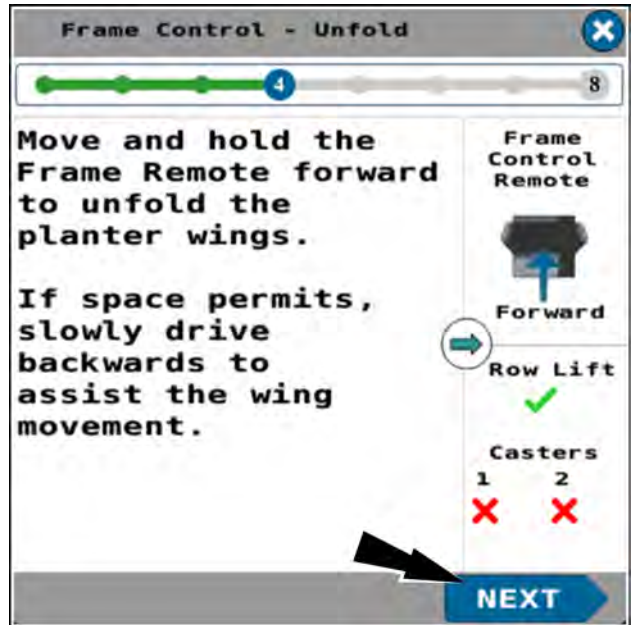 Frame Control - Unfold
4
8
Move and hold the
Frame Remote forward
to unfold the
planter wings.
If space permits,
slowly drive
backwards to
assist the wing
movement.
Frame
Control
Remote
Forward
Row Lift
Casters
1 2
NEXT